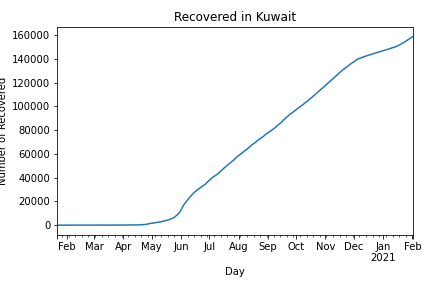 Recovered in Kuwait
Number of Recovered
160000
140000
120000
100000
80000
60000
40000
20000
0
Feb Mar Apr May Jun Jul Aug Sep Oct Nov Dec Jan Feb
2021
Day